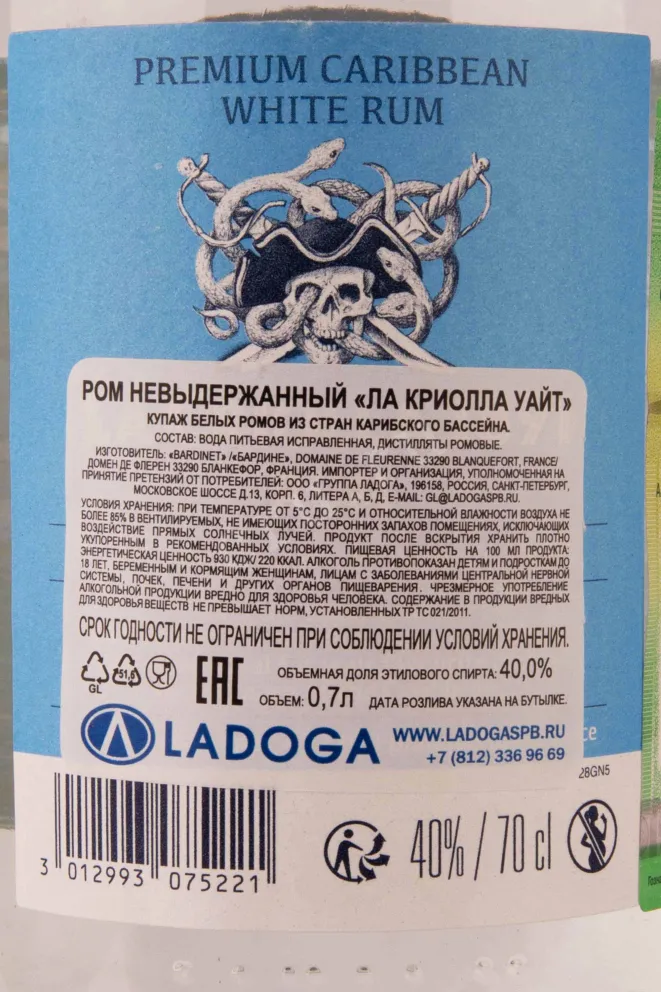 PREMIUM CARIBBEAN
WHITE RUM
РОМ НЕВЫДЕРЖАННЫЙ «ЛА КРИОЛЛА УАЙТ»
КУПАЖ БЕЛЫХ РОМОВ ИЗ СТРАН КАРИБСКОГО БАССЕЙНА.
СОСТАВ: ВОДА ПИТЬЕВАЯ ИСПРАВЛЕННАЯ, ДИСТИЛЛЯТЫ РОМОВЫЕ.
ИЗГОТОВИТЕЛЬ: «BARDINET» /«БАРДИНЕ», DOMAINE DE FLEURENNE 33290 BLANQUEFORT, FRANCE/
ДОМЕН ДЕ ФЛЕРЕН 33290 БЛАНКЕФОР, ФРАНЦИЯ. ИМПОРТЕР И ОРГАНИЗАЦИЯ, УПОЛНОМОЧЕННАЯ НА
ПРИНЯТИЕ ПРЕТЕНЗИЙ ОТ ПОТРЕБИТЕЛЕЙ: ООО «ГРУППА ЛАДОГА», 196158, РОССИЯ, САНКТ-ПЕТЕРБУРГ,
МОСКОВСКОЕ ШОССЕ Д.13, КОРП. 6, ЛИТЕРА А, Б, Д, E-MAIL: GL@LADOGASPB.RU.
УСЛОВИЯ ХРАНЕНИЯ: ПРИ ТЕМПЕРАТУРЕ ОТ 5°С ДО 25°С И ОТНОСИТЕЛЬНОЙ ВЛАЖНОСТИ ВОЗДУХА НЕ
БОЛЕЕ 85% В ВЕНТИЛИРУЕМЫХ, НЕ ИМЕЮЩИХ ПОСТОРОННИХ ЗАПАХОВ ПОМЕЩЕНИЯХ, ИСКЛЮЧАЮЩИХ
ВОЗДЕЙСТВИЕ ПРЯМЫХ СОЛНЕЧНЫХ ЛУЧЕЙ. ПРОДУКТ ПОСЛЕ ВСКРЫТИЯ ХРАНИТЬ ПЛОТНО
УКУПОРЕННЫМ В РЕКОМЕНДОВАННЫХ УСЛОВИЯХ. ПИЩЕВАЯ ЦЕННОСТЬ НА 100 МЛ ПРОДУКТА:
ЭНЕРГЕТИЧЕСКАЯ ЦЕННОСТЬ 930 КДЖ/ 220 ККАЛ. АЛКОГОЛЬ ПРОТИВОПОКАЗАН ДЕТЯМ И ПОДРОСТКАМ ДО
18 ЛЕТ, БЕРЕМЕННЫМ И КОРМЯЩИМ ЖЕНЩИНАМ, ЛИЦАМ С ЗАБОЛЕВАНИЯМИ ЦЕНТРАЛЬНОЙ НЕРВНОЙ
СИСТЕМЫ, ПОЧЕК, ПЕЧЕНИ И ДРУГИХ ОРГАНОВ ПИЩЕВАРЕНИЯ. ЧРЕЗМЕРНОЕ УПОТРЕБЛЕНИЕ
АЛКОГОЛЬНОЙ ПРОДУКЦИИ ВРЕДНО ДЛЯ ЗДОРОВЬЯ ЧЕЛОВЕКА. СОДЕРЖАНИЕ В ПРОДУКЦИИ ВРЕДНЫХ
ДЛЯ ЗДОРОВЬЯ ВЕЩЕСТВ НЕ ПРЕВЫШАЕТ НОРМ, УСТАНОВЛЕННЫХ ТР ТС 021/2011.
СРОК ГОДНОСТИ НЕ ОГРАНИЧЕН ПРИ СОБЛЮДЕНИИ УСЛОВИЙ ХРАНЕНИЯ.
GL
EAC
ОБЪЕМНАЯ ДОЛЯ ЭТИЛОВОГО СПИРТА: 40,0%
ОБЪЕМ: 0,7л ДАТА РОЗЛИВА УКАЗАНА НА БУТЫЛКЕ.
LADOGA
WWW.LADOGASPB.RU
+7 (812) 336 96 69
28GN5
3 012993 075221
40% / 70 cl